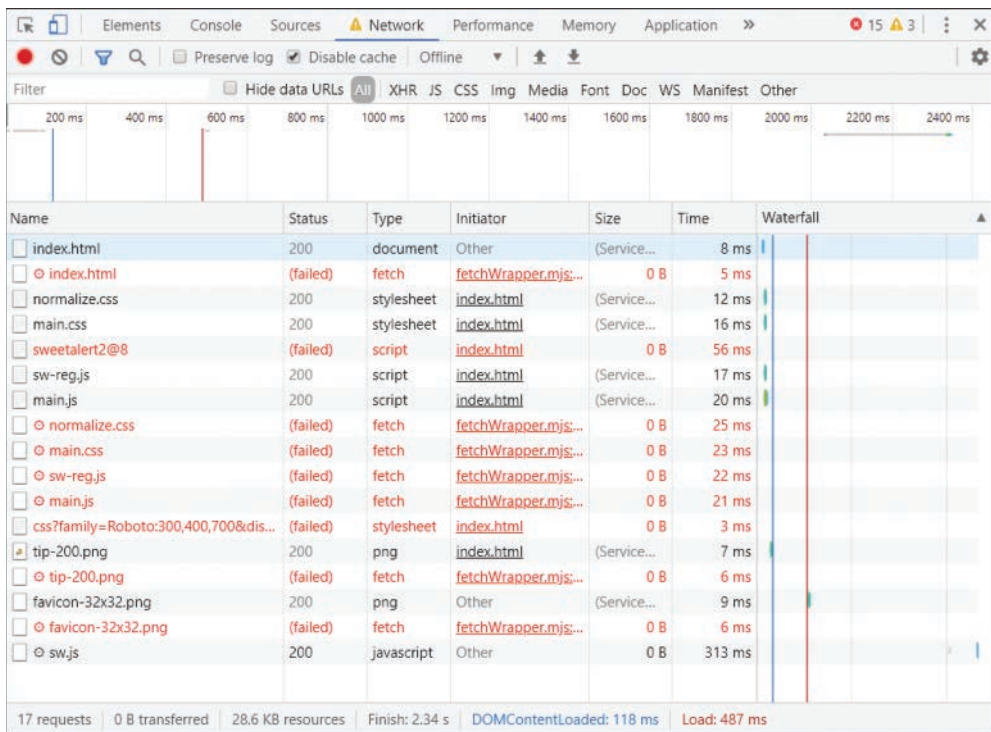 Elements Console Sources Network Performance Memory Application » 15 3
Preserve log Disable cache Offline
Filter Hide data URLs All XHR JS CSS Img Media Font Doc WS Manifest Other
200 ms 400 ms 600 ms 800 ms 1000 ms 1200 ms 1400 ms 1600 ms 1800 ms 2000 ms 2200 ms 2400 ms
Name Status Type Initiator Size Time Waterfall
index.html 200 document Other (Service... 8 ms
index.html (failed) fetch fetchWrapper.mjs:... 0 B 5 ms
normalize.css 200 stylesheet index.html (Service... 12 ms
main.css 200 stylesheet index.html (Service... 16 ms
sweetalert2@8 (failed) script index.html 0 B 56 ms
sw-reg.js 200 script index.html (Service... 17 ms
main.js 200 script index.html (Service... 20 ms
normalize.css (failed) fetch fetchWrapper.mjs:... 0 B 25 ms
main.css (failed) fetch fetchWrapper.mjs:... 0 B 23 ms
sw-reg.js (failed) fetch fetchWrapper.mjs:... 0 B 22 ms
main.js (failed) fetch fetchWrapper.mjs:... 0 B 21 ms
css?family=Roboto:300,400,700&dis... (failed) stylesheet index.html 0 B 3 ms
tip-200.png 200 png index.html (Service... 7 ms
tip-200.png (failed) fetch fetchWrapper.mjs:... 0 B 6 ms
favicon-32x32.png 200 png Other (Service... 9 ms
favicon-32x32.png (failed) fetch fetchWrapper.mjs:... 0 B 6 ms
sw.js 200 javascript Other 0 B 313 ms
17 requests 0 B transferred 28.6 KB resources Finish: 2.34 s DOMContentLoaded: 118 ms Load: 487 ms